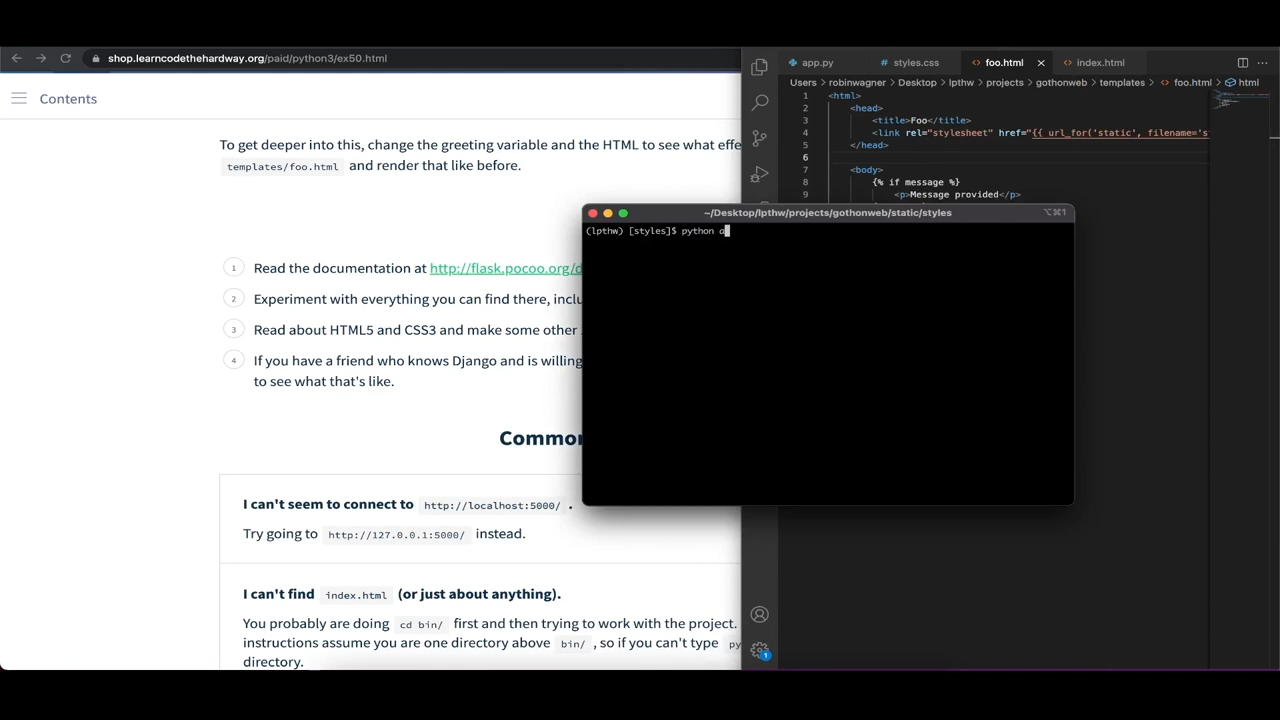 shop.learncodethehardway.org/paid/python3/ex50.html
Contents
To get deeper into this, change the greeting variable and the HTML to see what effe
templates/foo.html and render that like before.
1 Read the documentation at http://flask.pocoo.org/d
2 Experiment with everything you can find there, inclu
3 Read about HTML5 and CSS3 and make some other
4 If you have a friend who knows Django and is willing
to see what that's like.
Common
I can't seem to connect to http://localhost:5000/ .
Try going to http://127.0.0.1:5000/ instead.
I can't find index.html (or just about anything).
You probably are doing cd bin/ first and then trying to work with the project.
instructions assume you are one directory above bin/ , so if you can't type py
directory.
app.py # styles.css <> foo.html <> index.html
Users > robinwagner > Desktop > lpthw > projects > gothonweb > templates > <> foo.html > html
1 <html>
2 <head>
3 <title>Foo</title>
4 <link rel="stylesheet" href="{{ url_for('static', filename='st
5 </head>
6
7 <body>
8 {% if message %}
9 <p>Message provided</p>
~/Desktop/lpthw/projects/gothonweb/static/styles ⌥⌘1
(lpthw) [styles]$ python a
1